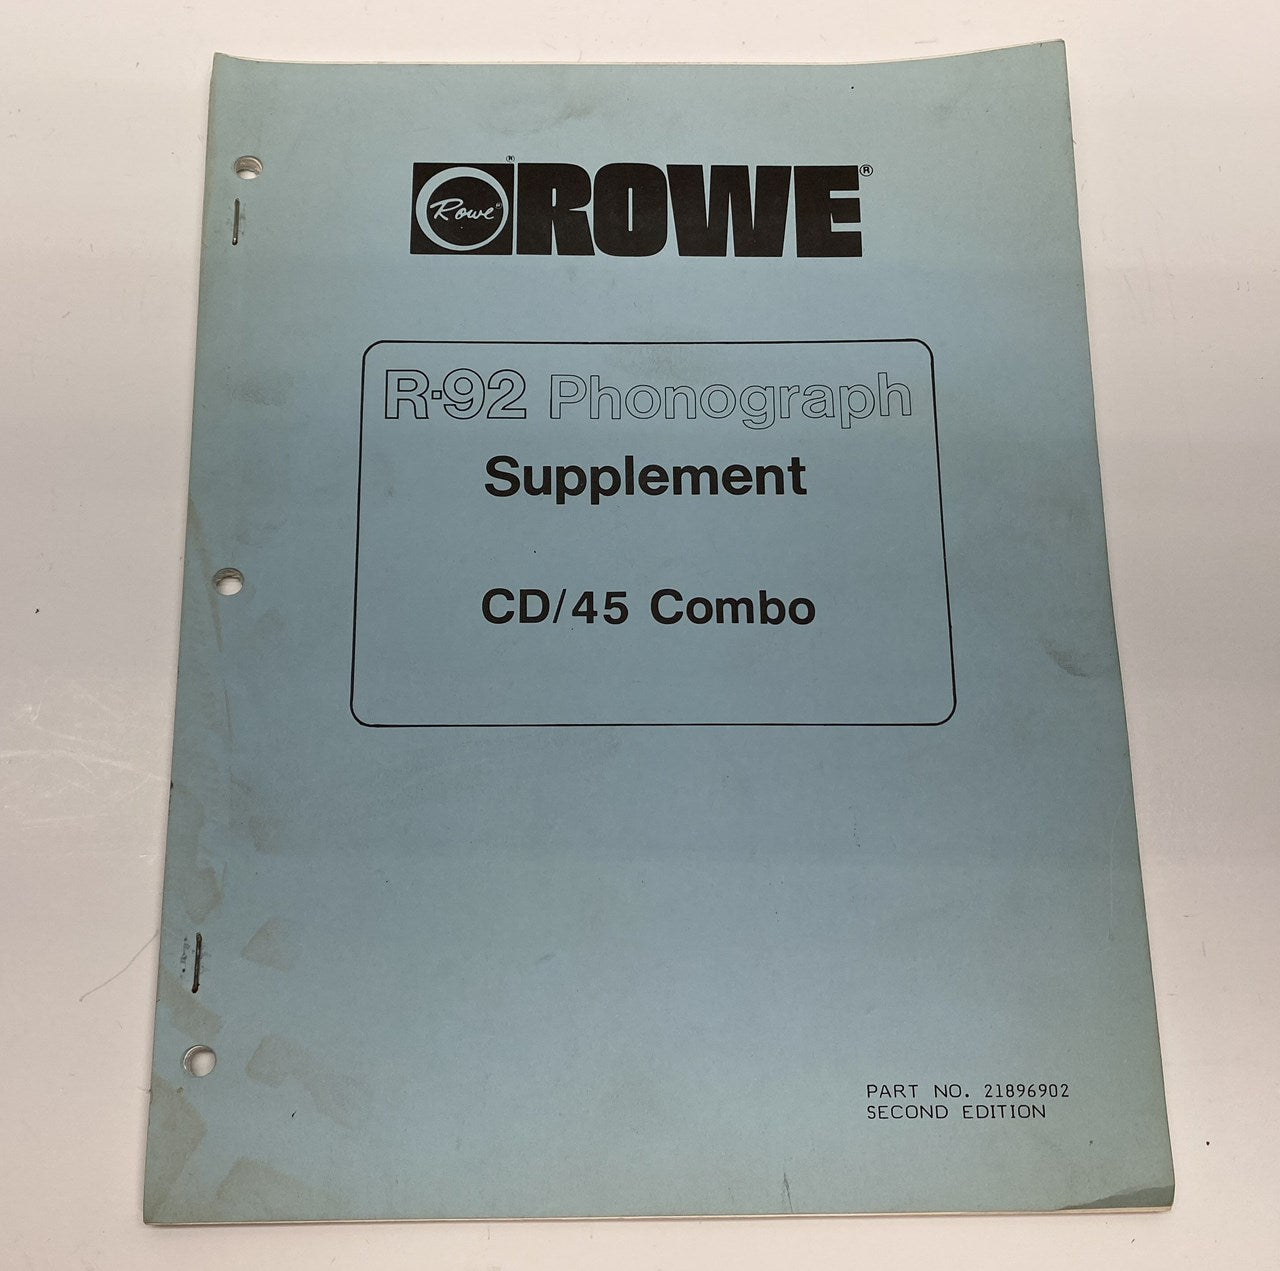 Rowe® ® ROWE®
R-92 Phonograph
Supplement
CD/45 Combo
PART NO. 21896902
SECOND EDITION